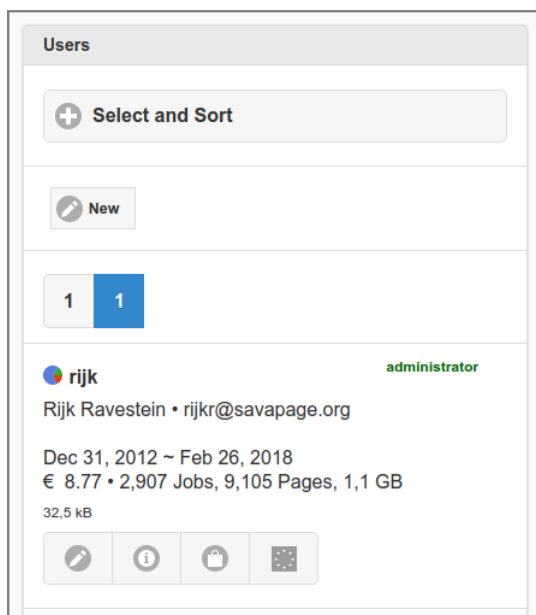 Users
Select and Sort
New
1 1
rijk administrator
Rijk Ravestein • rijkr@savapage.org
Dec 31, 2012 ~ Feb 26, 2018
€ 8.77 • 2,907 Jobs, 9,105 Pages, 1,1 GB
32,5 kB